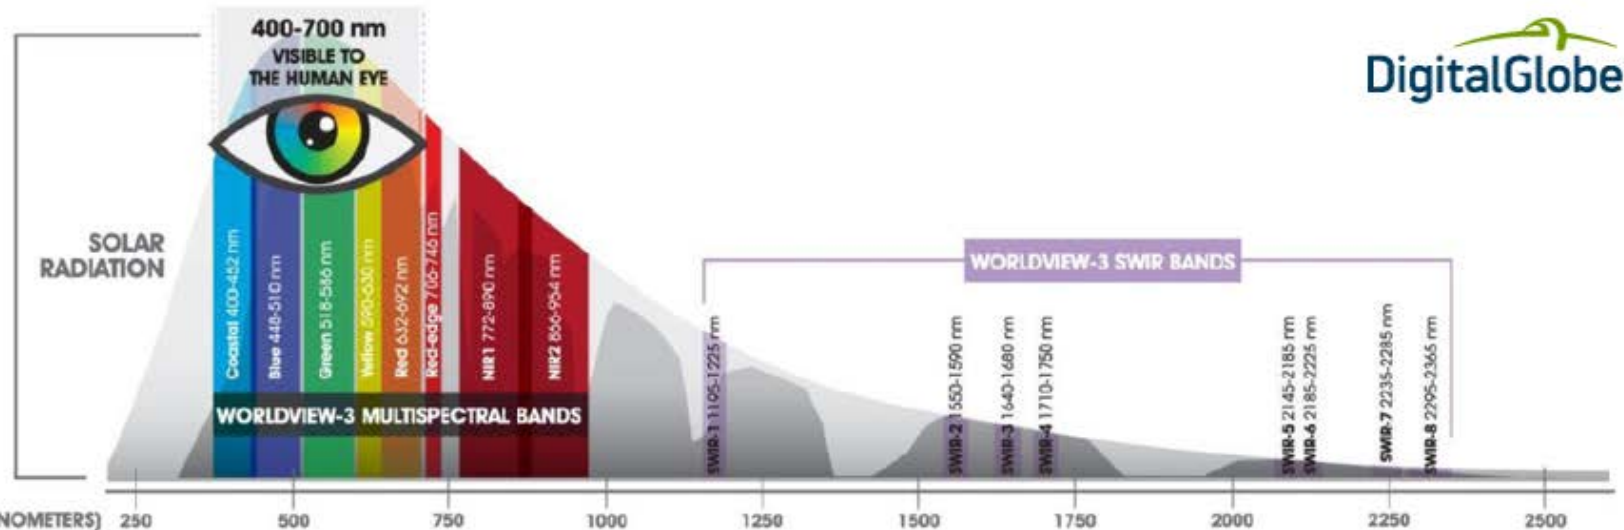 400-700 nm
VISIBLE TO
THE HUMAN EYE
DigitalGlobe
SOLAR
RADIATION
Coastal 400-452 nm
Blue 448-510 nm
Green 518-586 nm
Yellow 590-630 nm
Red 632-692 nm
Red-edge 706-746 nm
NIR1 772-890 nm
NIR2 866-954 nm
WORLDVIEW-3 MULTISPECTRAL BANDS
WORLDVIEW-3 SWIR BANDS
SWIR-1 1195-1225 nm
SWIR-2 1550-1590 nm
SWIR-3 1640-1680 nm
SWIR-4 1710-1750 nm
SWIR-5 2145-2185 nm
SWIR-6 2185-2225 nm
SWIR-7 2235-2285 nm
SWIR-8 2295-2365 nm
NOMETERS) 250 500 750 1000 1250 1500 1750 2000 2250 2500